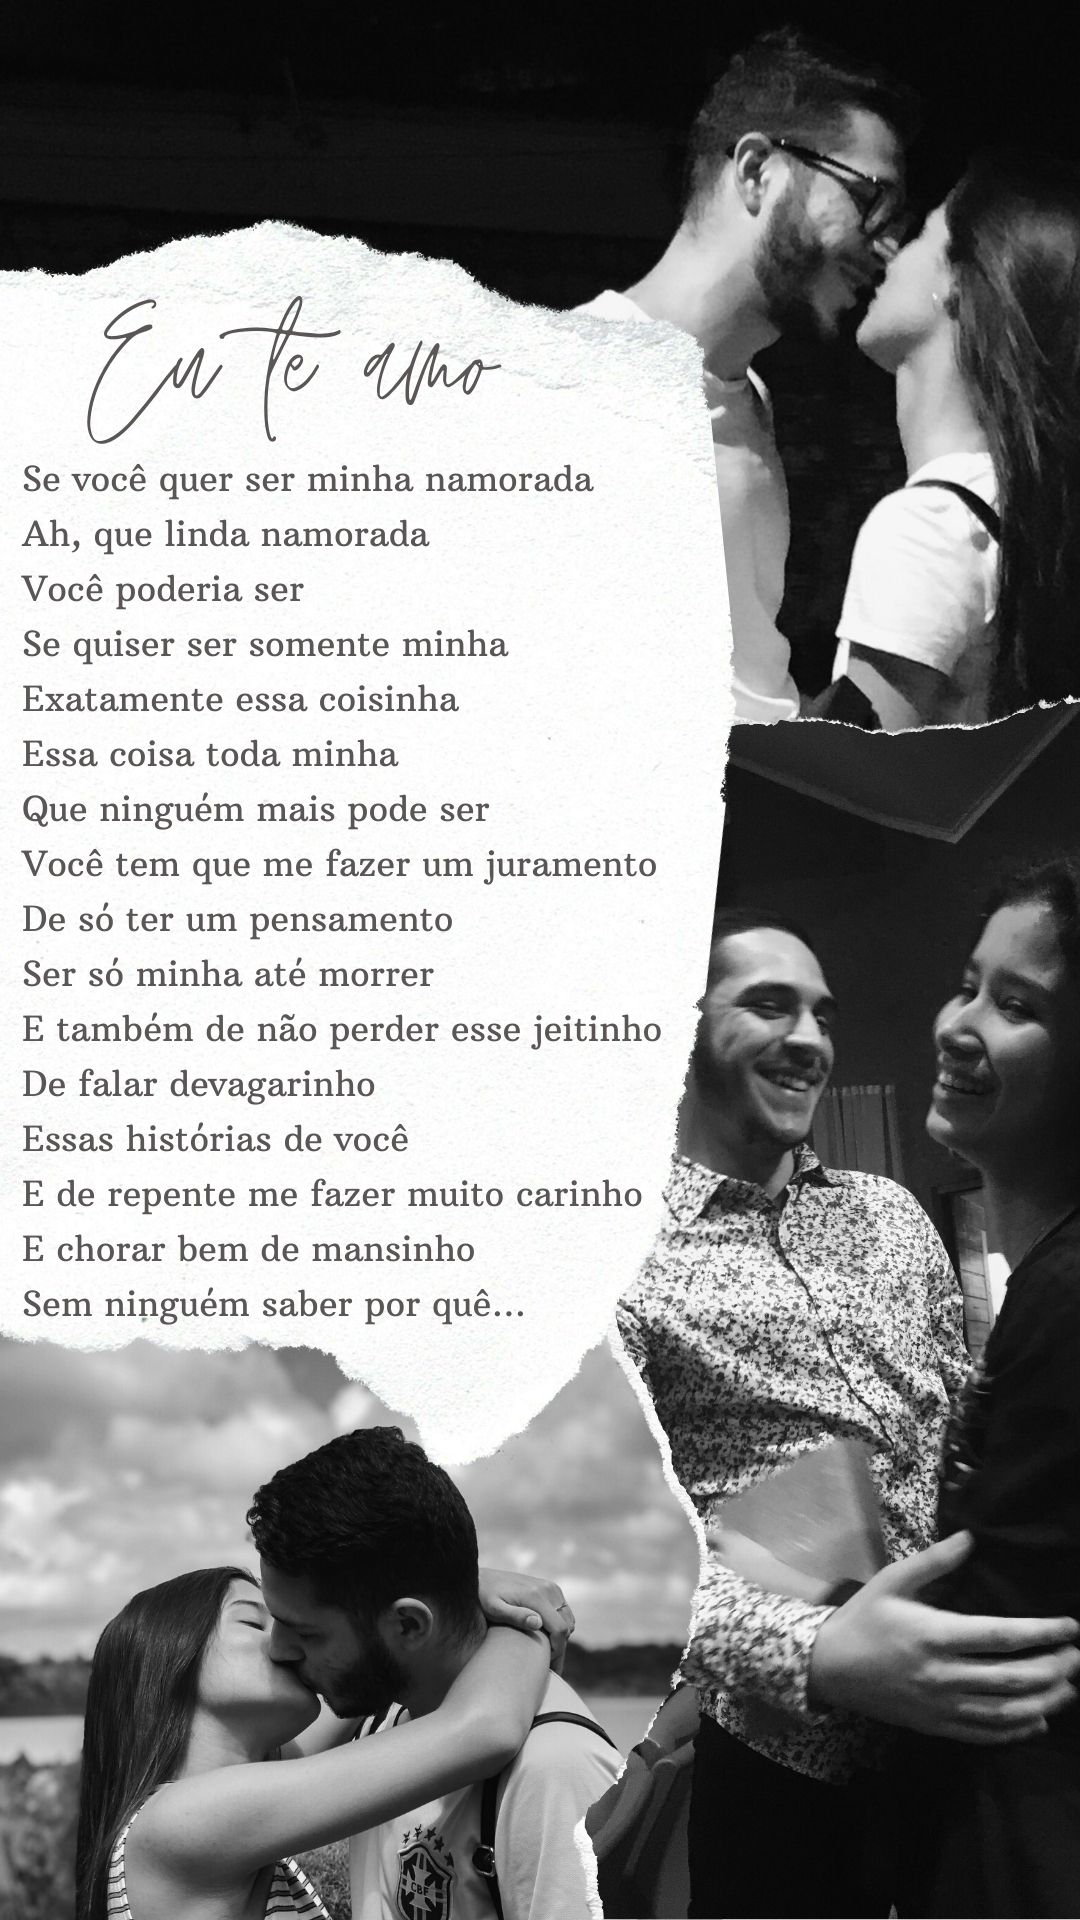 Eu te amo
Se você quer ser minha namorada
Ah, que linda namorada
Você poderia ser
Se quiser ser somente minha
Exatamente essa coisinha
Essa coisa toda minha
Que ninguém mais pode ser
Você tem que me fazer um juramento
De só ter um pensamento
Ser só minha até morrer
E também de não perder esse jeitinho
De falar devagarinho
Essas histórias de você
E de repente me fazer muito carinho
E chorar bem de mansinho
Sem ninguém saber por quê...
CBF